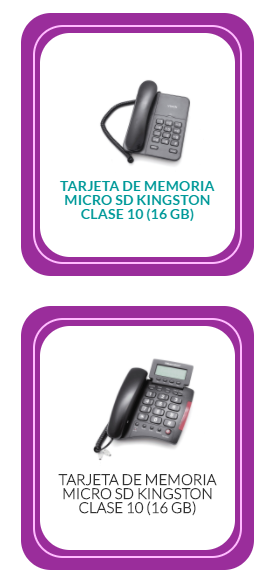 TARJETA DE MEMORIA
MICRO SD KINGSTON
CLASE 10 (16 GB)
TARJETA DE MEMORIA
MICRO SD KINGSTON
CLASE 10 (16 GB)